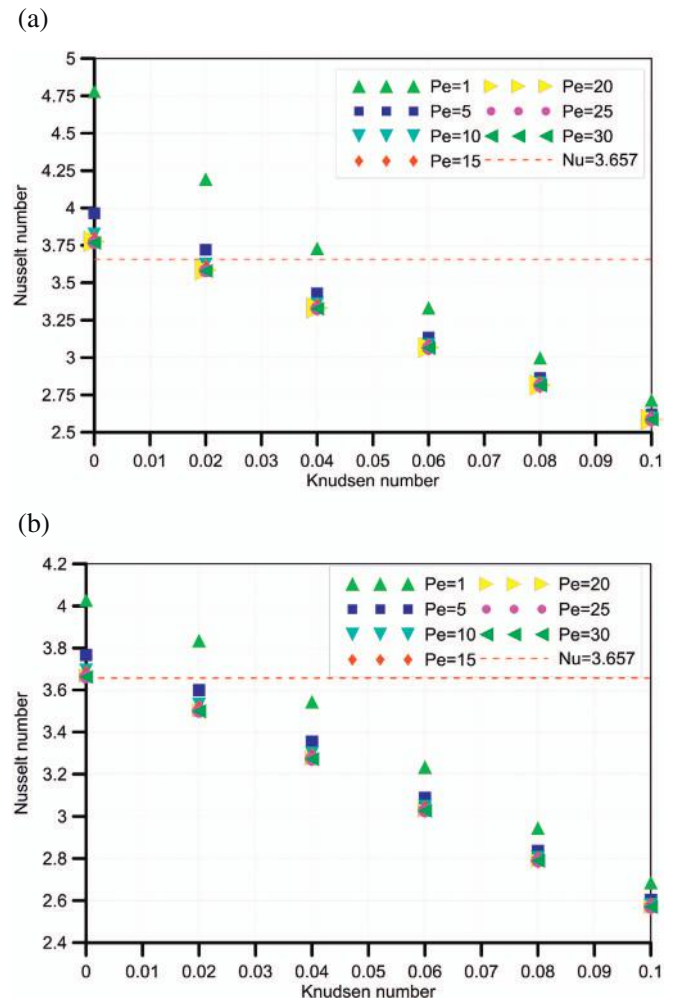 (a)
5
4.75
4.5
4.25
4
3.75
3.5
3.25
3
2.75
2.5
Nusselt number
Pe=1 Pe=20
Pe=5 Pe=25
Pe=10 Pe=30
Pe=15 Nu=3.657
0 0.01 0.02 0.03 0.04 0.05 0.06 0.07 0.08 0.09 0.1
Knudsen number
(b)
4.2
4
3.8
3.6
3.4
3.2
3
2.8
2.6
2.4
Nusselt number
Pe=1 Pe=20
Pe=5 Pe=25
Pe=10 Pe=30
Pe=15 Nu=3.657
0 0.01 0.02 0.03 0.04 0.05 0.06 0.07 0.08 0.09 0.1
Knudsen number